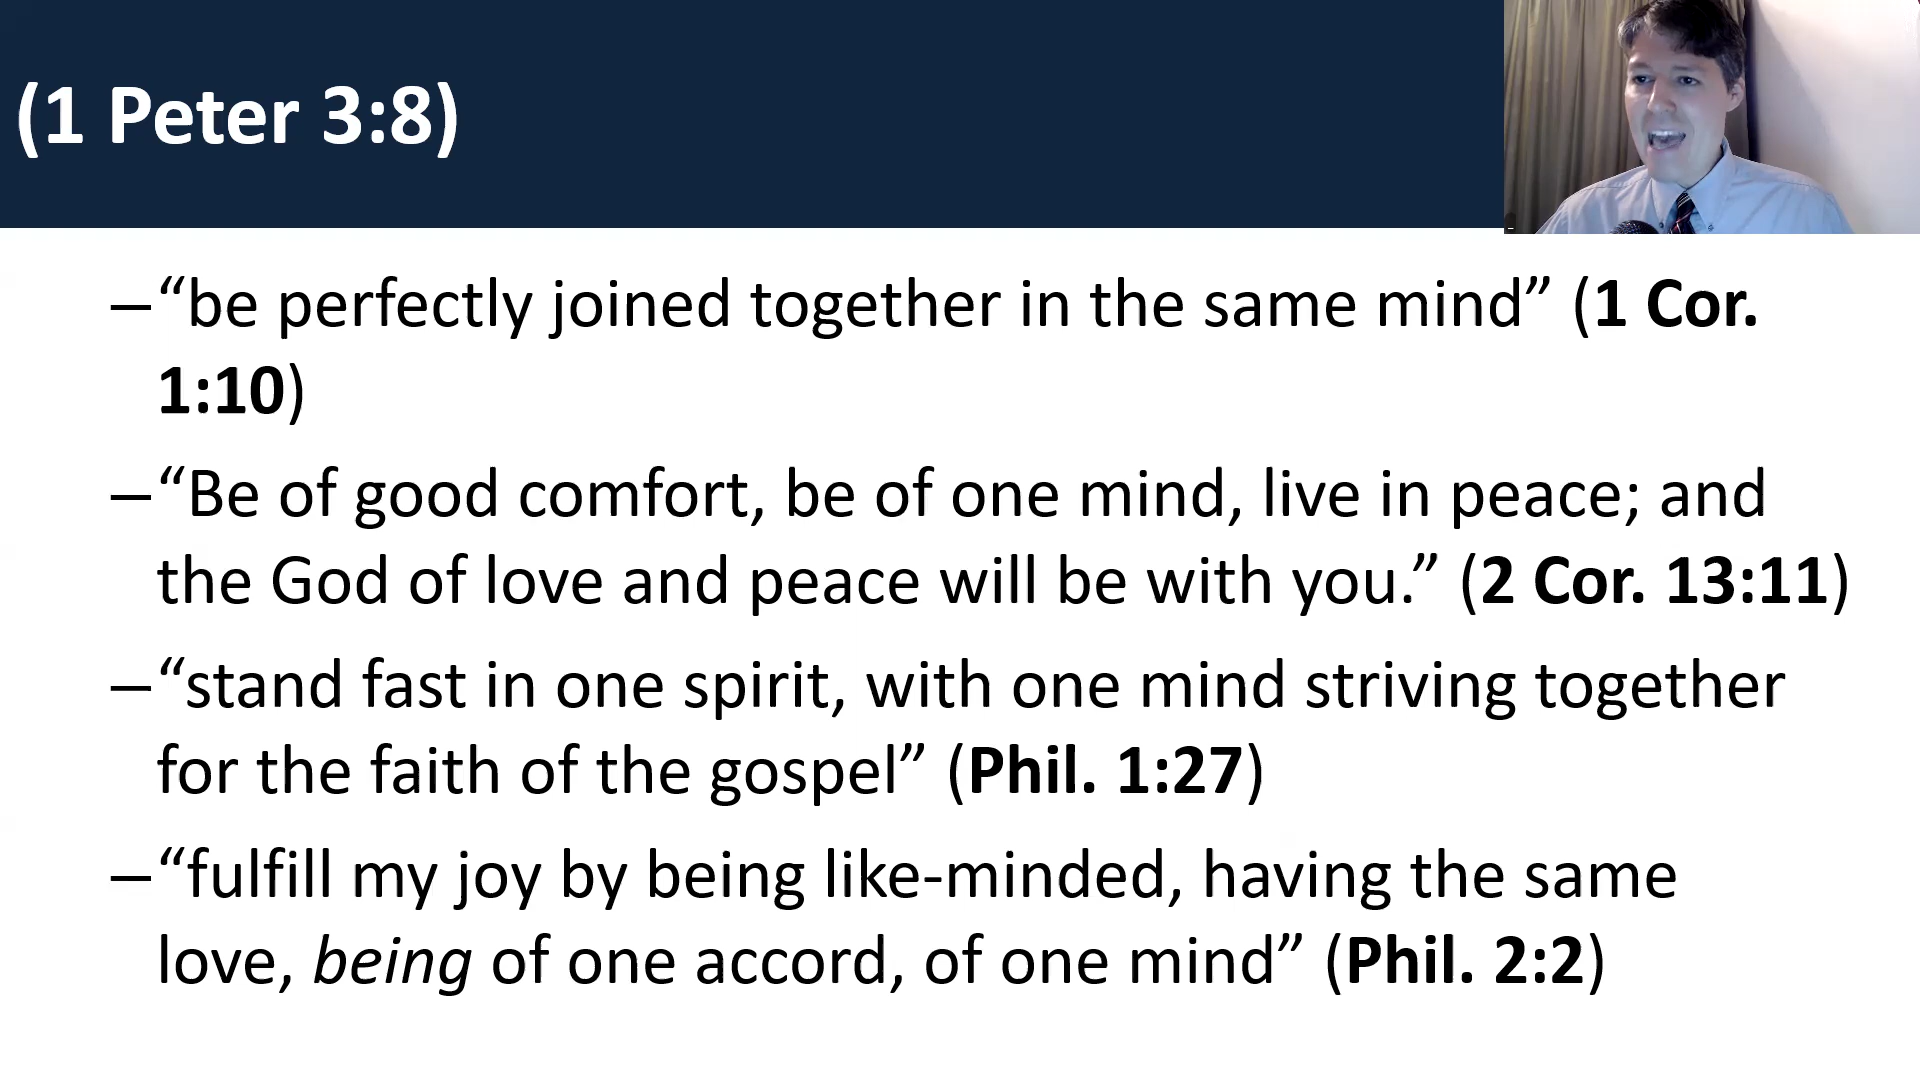 (1 Peter 3:8)
–“be perfectly joined together in the same mind” (1 Cor.
1:10)
–“Be of good comfort, be of one mind, live in peace; and
the God of love and peace will be with you.” (2 Cor. 13:11)
–“stand fast in one spirit, with one mind striving together
for the faith of the gospel” (Phil. 1:27)
–“fulfill my joy by being like-minded, having the same
love, being of one accord, of one mind” (Phil. 2:2)